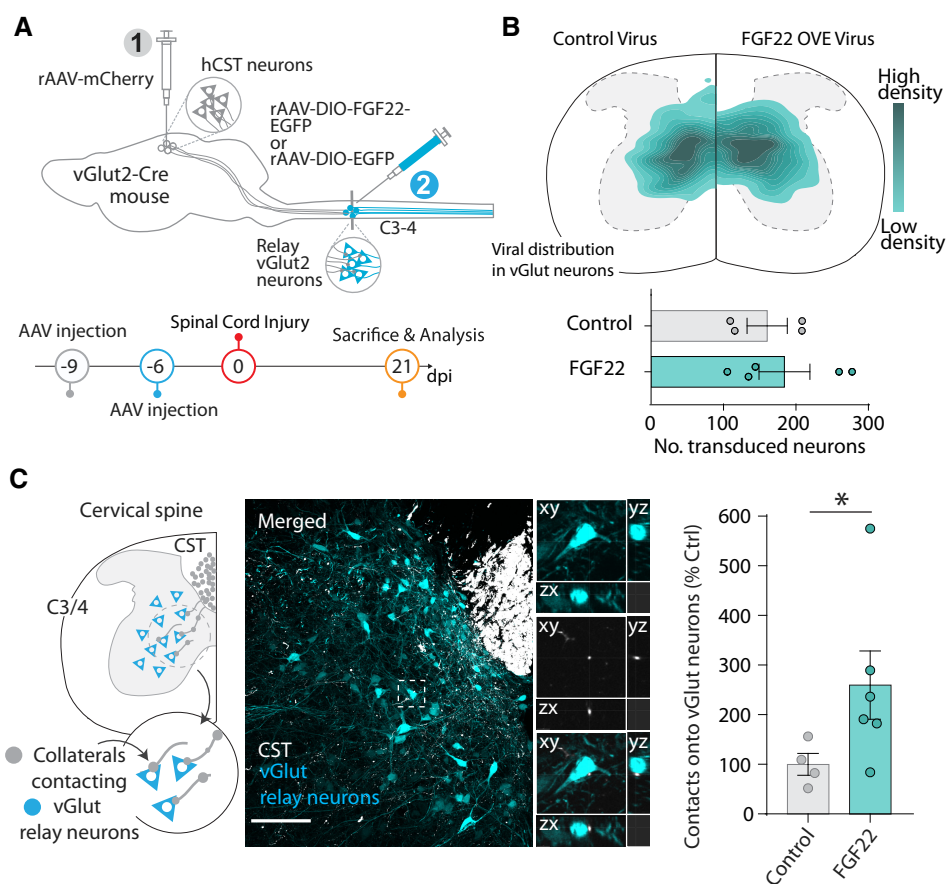 A
1
rAAV-mCherry
hCST neurons
rAAV-DIO-FGF22-
EGFP
or
rAAV-DIO-EGFP
2
vGlut2-Cre
mouse
C3-4
Relay
vGlut2
neurons
AAV injection
Spinal Cord Injury
Sacrifice & Analysis
-9
-6
0
21
dpi
AAV injection
B
Control Virus
FGF22 OVE Virus
High
density
Low
density
Viral distribution
in vGlut neurons
Control
FGF22
0
100
200
300
No. transduced neurons
C
Cervical spine
CST
C3/4
Collaterals
contacting
vGlut
relay neurons
Merged
CST
vGlut
relay neurons
xy
yz
zx
xy
yz
zx
xy
yz
zx
Contacts onto vGlut neurons (% Ctrl)
600
500
400
300
200
100
0
*
Control
FGF22